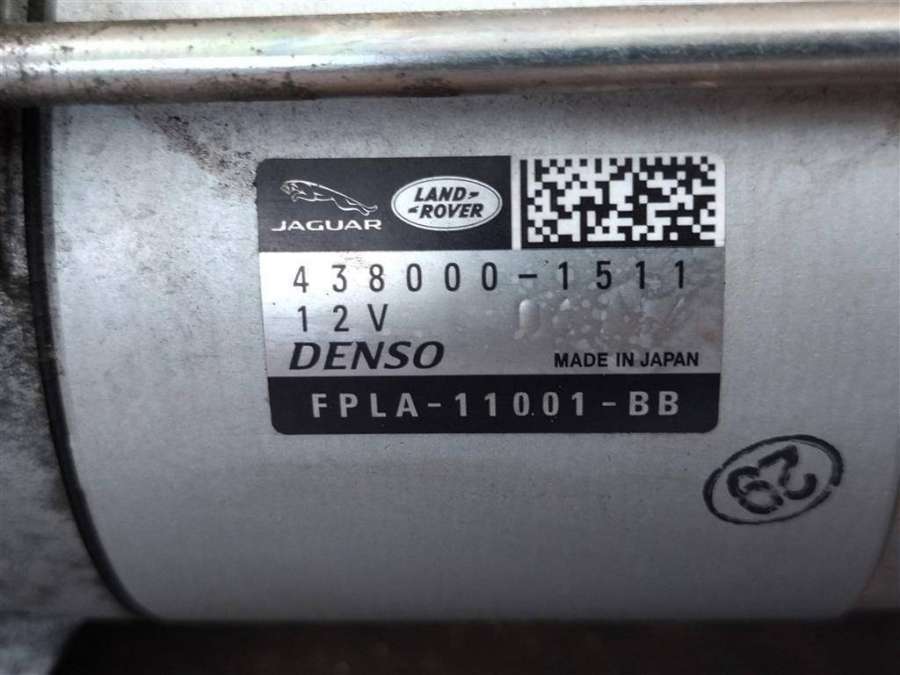 JAGUAR
LAND-
-ROVER
438000-1511
12V
DENSO
MADE IN JAPAN
FPLA-11001-BB
29